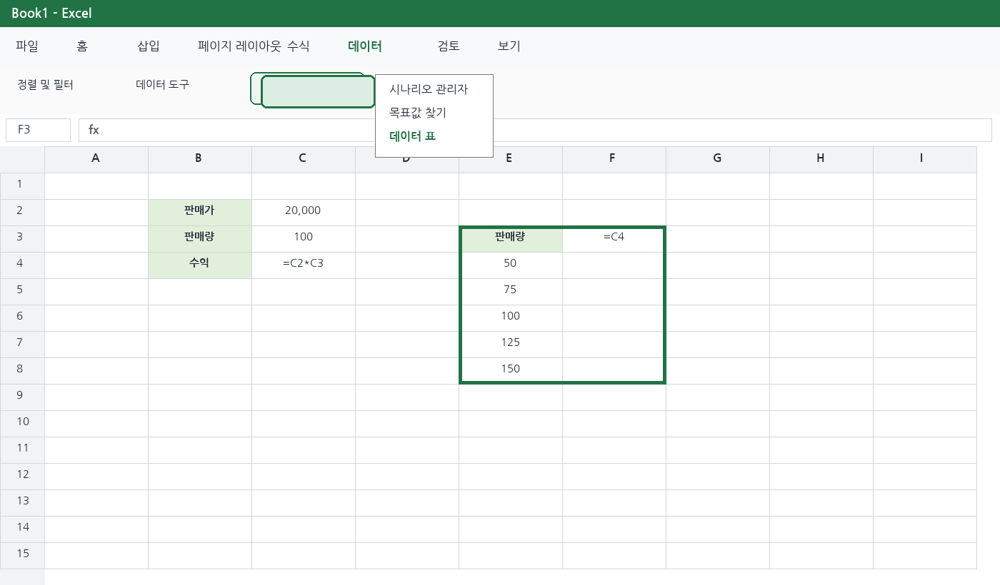 Book1 - Excel
파일 홈 삽입 페이지 레이아웃 수식 데이터 검토 보기
정렬 및 필터 데이터 도구
시나리오 관리자
목표값 찾기
데이터 표
F3 fx
A B C D E F G H I
1
2 판매가 20,000
3 판매량 100 판매량 =C4
4 수익 =C2*C3 50
5 75
6 100
7 125
8 150
9
10
11
12
13
14
15